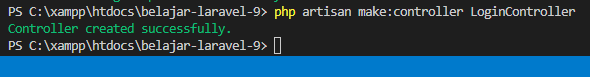 PS C:\xampp\htdocs\belajar-laravel-9> php artisan make:controller LoginController
Controller created successfully.
PS C:\xampp\htdocs\belajar-laravel-9>